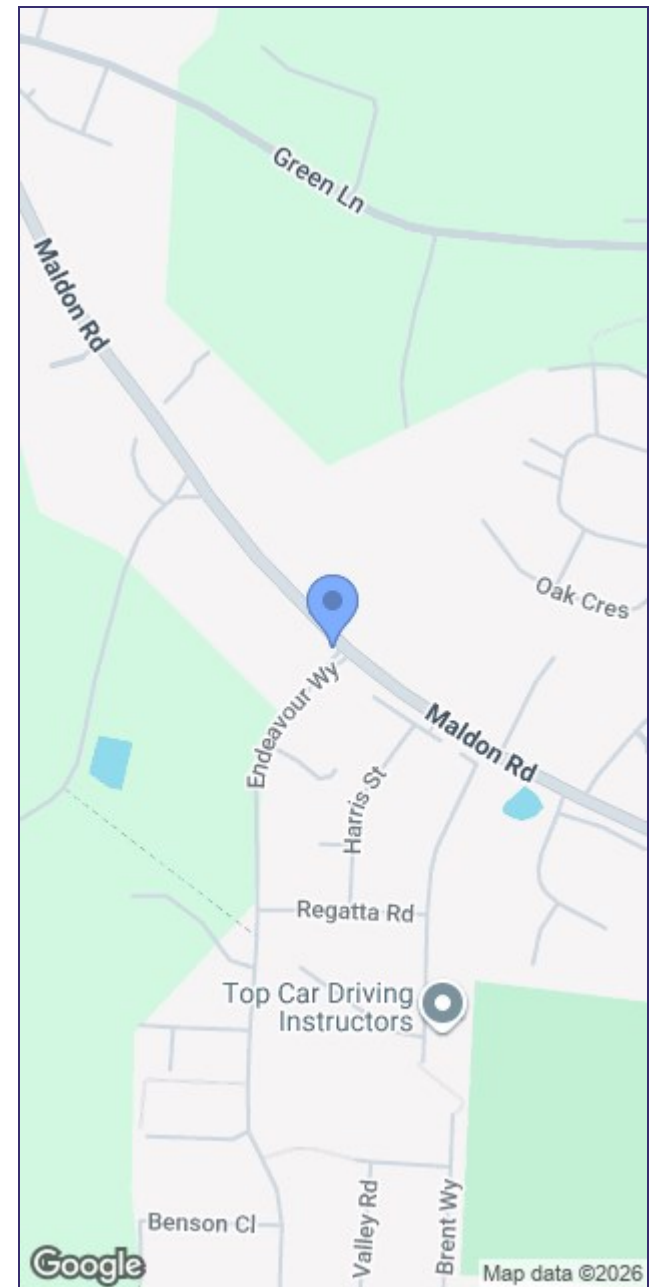 Green Ln
Maldon Rd
Oak Cres
Endeavour Wy
Maldon Rd
Harris St
Regatta Rd
Top Car Driving
Instructors
Benson Cl
Valley Rd
Brent Wy
Google
Map data ©2026